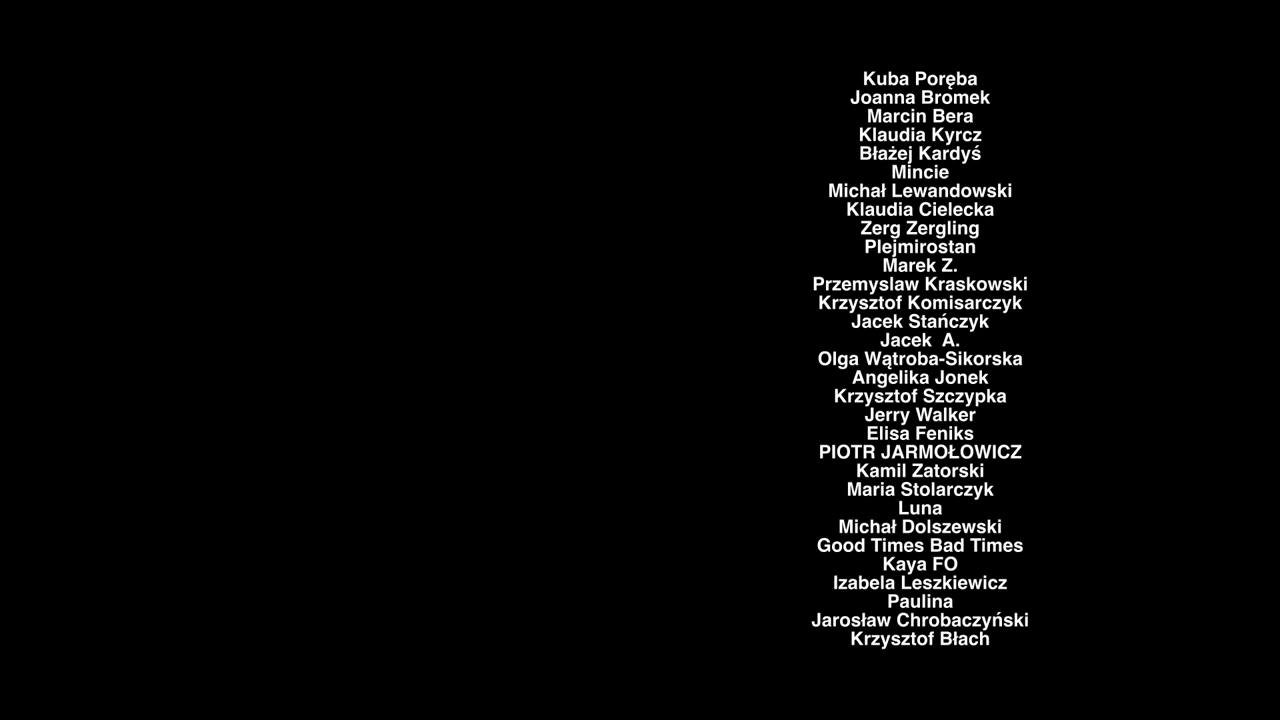 Kuba Poręba
Joanna Bromek
Marcin Bera
Klaudia Kyrcz
Błażej Kardyś
Mincie
Michał Lewandowski
Klaudia Cielecka
Zerg Zergling
Plejmirostan
Marek Z.
Przemyslaw Kraskowski
Krzysztof Komisarczyk
Jacek Stańczyk
Jacek  A.
Olga Wątroba-Sikorska
Angelika Jonek
Krzysztof Szczypka
Jerry Walker
Elisa Feniks
PIOTR JARMOŁOWICZ
Kamil Zatorski
Maria Stolarczyk
Luna
Michał Dolszewski
Good Times Bad Times
Kaya FO
Izabela Leszkiewicz
Paulina
Jarosław Chrobaczyński
Krzysztof Błach